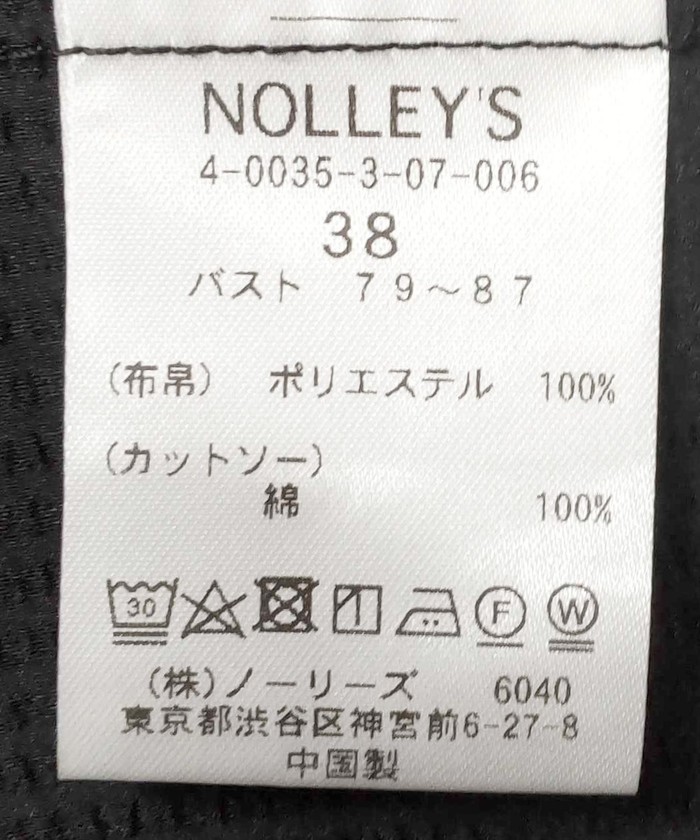 NOLLEY'S
4-0035-3-07-006
38
バスト 79～87
(布帛) ポリエステル 100%
(カットソー)
綿 100%
30 F W
(株)ノーリーズ 6040
東京都渋谷区神宮前6-27-8
中国製